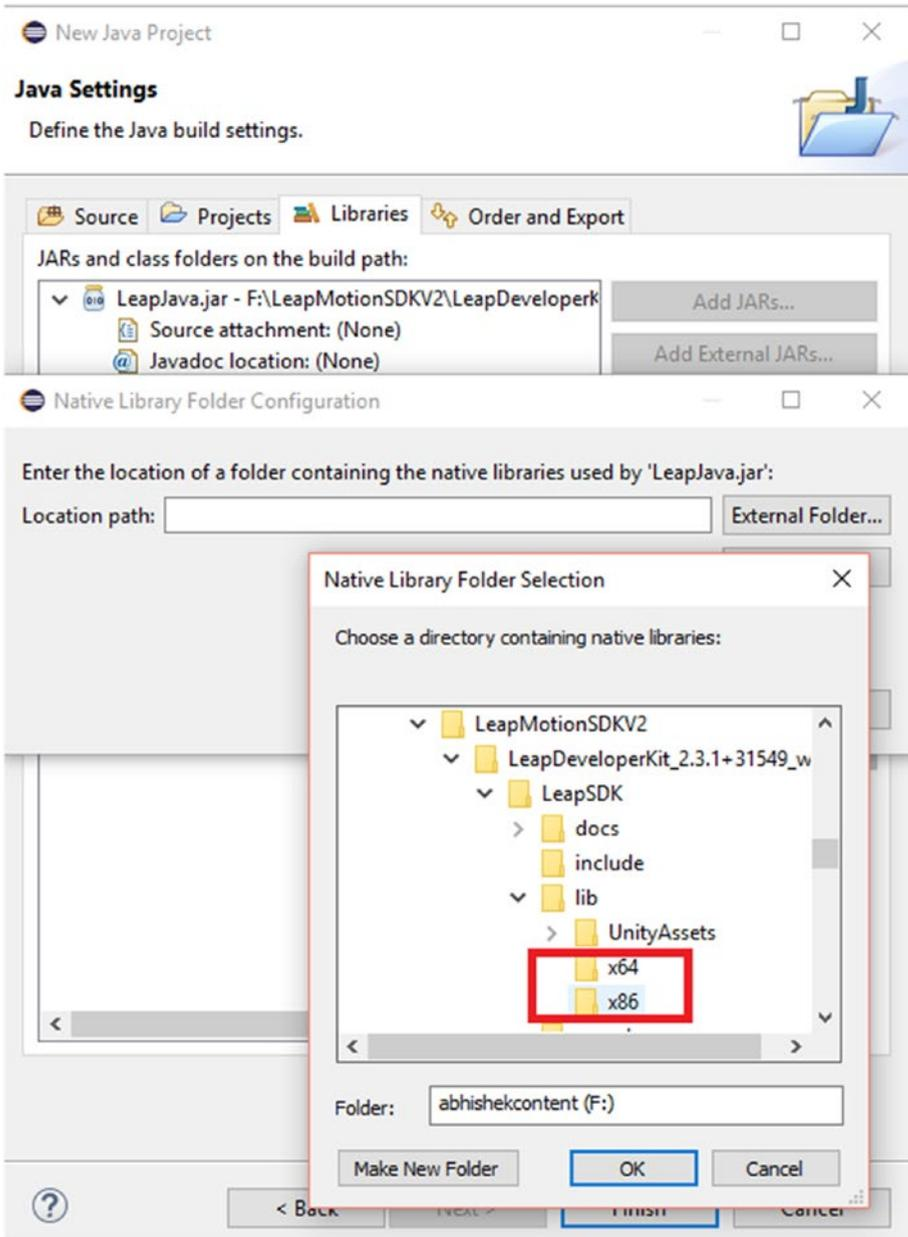 New Java Project
Java Settings
Define the Java build settings.
Source Projects Libraries Order and Export
JARs and class folders on the build path:
LeapJava.jar - F:\LeapMotionSDKV2\LeapDeveloperK
Add JARs...
Source attachment: (None)
Javadoc location: (None)
Add External JARs...
Native Library Folder Configuration
Enter the location of a folder containing the native libraries used by 'LeapJava.jar':
Location path:
External Folder...
Native Library Folder Selection
Choose a directory containing native libraries:
LeapMotionSDKV2
LeapDeveloperKit_2.3.1+31549_w
LeapSDK
docs
include
lib
UnityAssets
x64
x86
Folder: abhishekcontent (F:)
Make New Folder OK Cancel
< Back Next > Finish Cancel